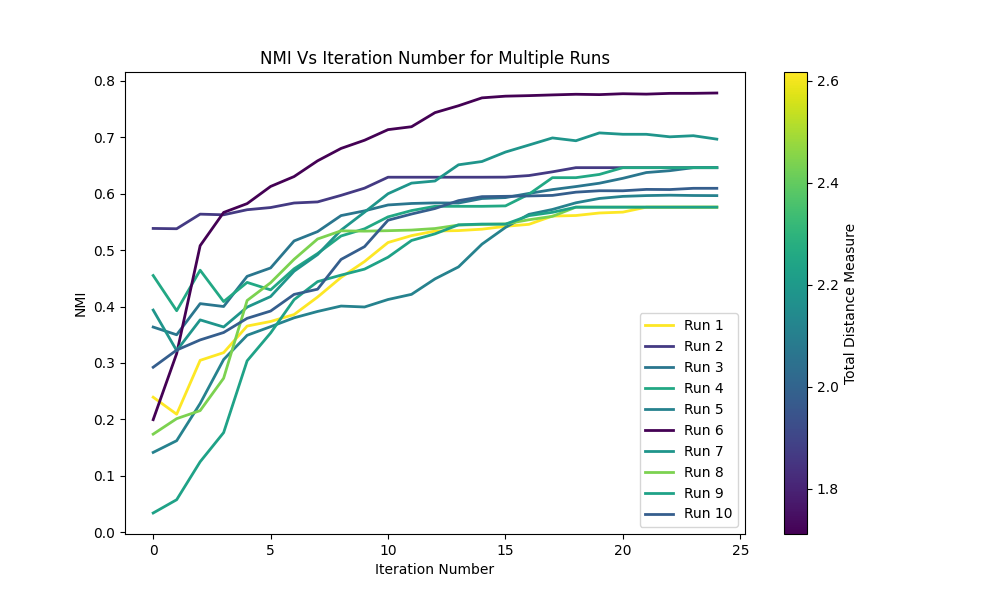 NMI Vs Iteration Number for Multiple Runs
NMI
0.8
0.7
0.6
0.5
0.4
0.3
0.2
0.1
0.0
0
5
10
15
20
25
Iteration Number
Run 1
Run 2
Run 3
Run 4
Run 5
Run 6
Run 7
Run 8
Run 9
Run 10
2.6
2.4
2.2
2.0
1.8
Total Distance Measure